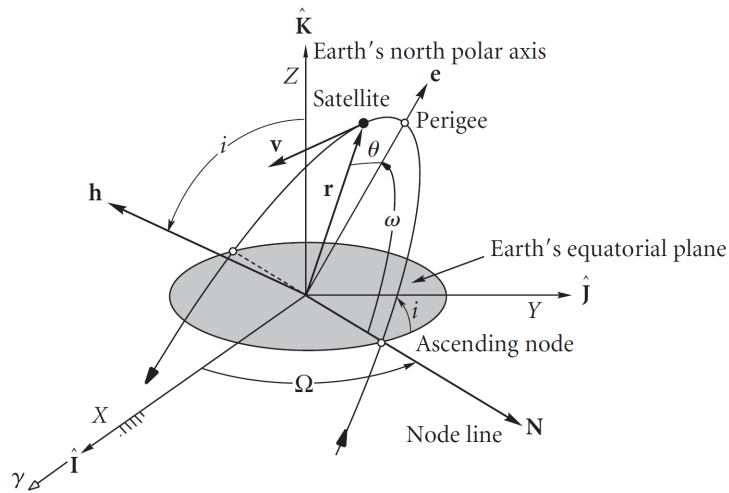 K̂
Earth's north polar axis
Z
e
Satellite
Perigee
i
v
θ
h
r
ω
Earth's equatorial plane
Ĵ
Y
i
Ascending node
Ω
X
Node line
N
Î
γ